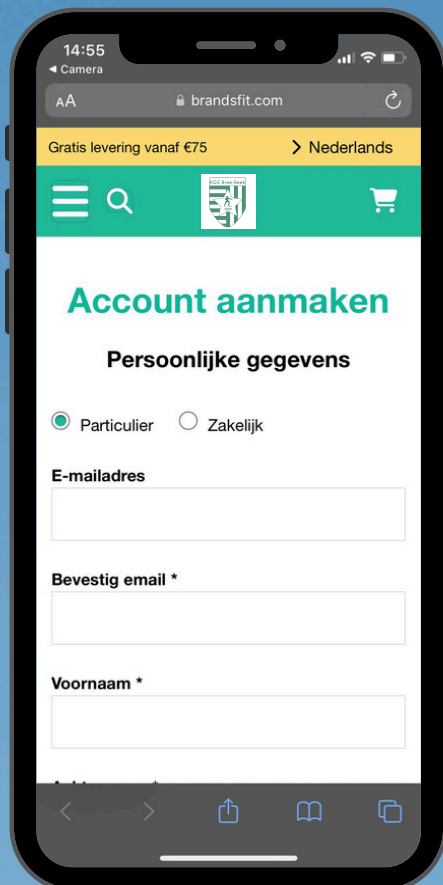 14:55
◀ Camera
AA brandsfit.com
Gratis levering vanaf €75 > Nederlands
Account aanmaken
Persoonlijke gegevens
Particulier Zakelijk
E-mailadres
Bevestig email *
Voornaam *